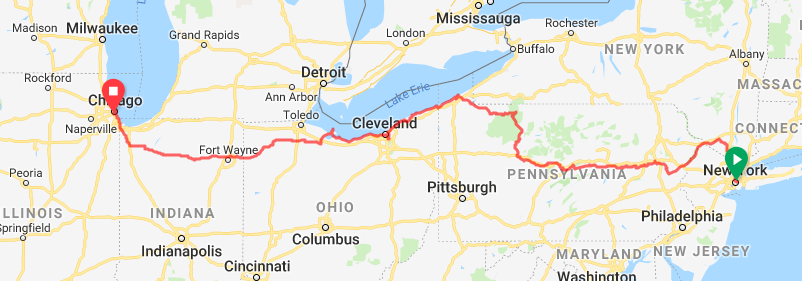 Madison
Milwaukee
Grand Rapids
London
Mississauga
Rochester
Buffalo
NEW YORK
Albany
MASSAC
Rockford
Chicago
Naperville
Detroit
Ann Arbor
Toledo
Lake Erie
Cleveland
CONNECT
Fort Wayne
New York
Peoria
PENNSYLVANIA
Pittsburgh
ILLINOIS
INDIANA
OHIO
Philadelphia
Springfield
Indianapolis
Columbus
MARYLAND
NEW JERSEY
Cincinnati
Washington